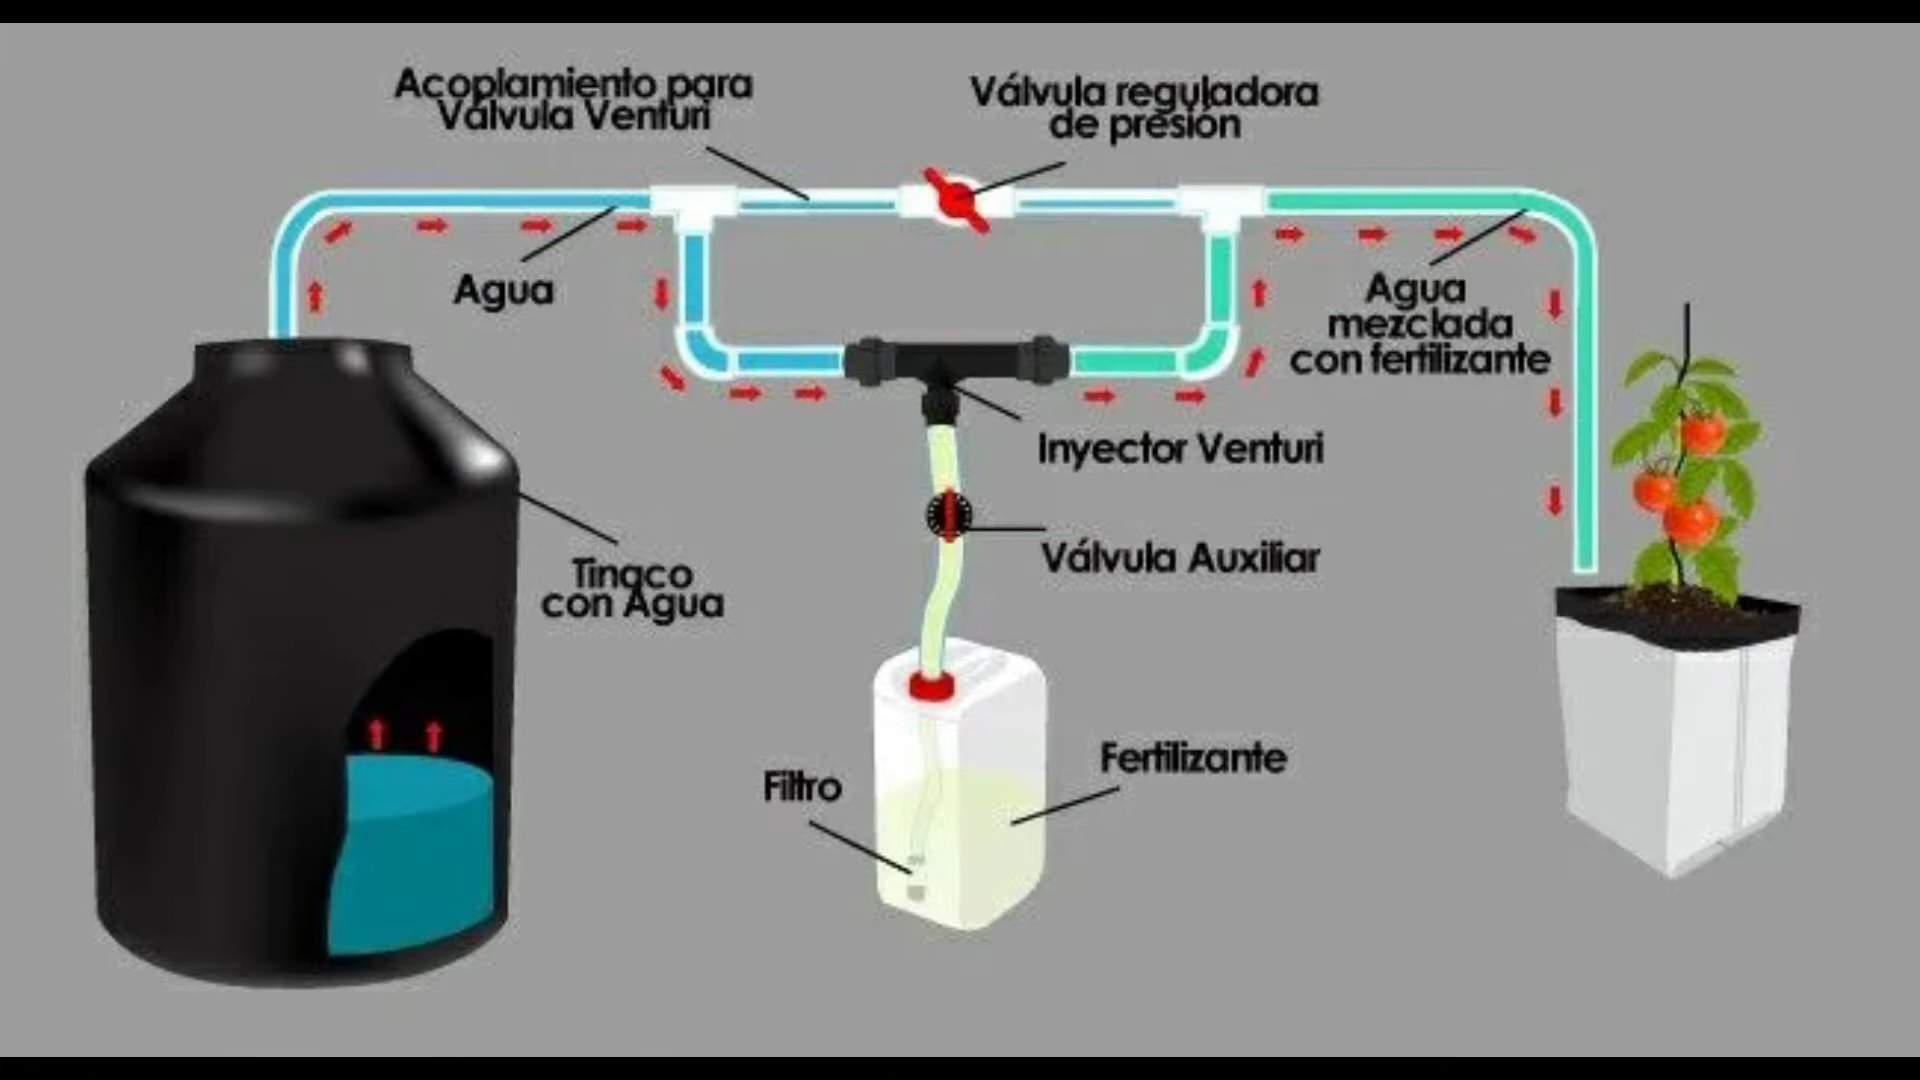 Acoplamiento para
Válvula Venturi
Válvula reguladora
de presión
Agua
Agua
mezclada
con fertilizante
Inyector Venturi
Válvula Auxiliar
Tinaco
con Agua
Filtro
Fertilizante